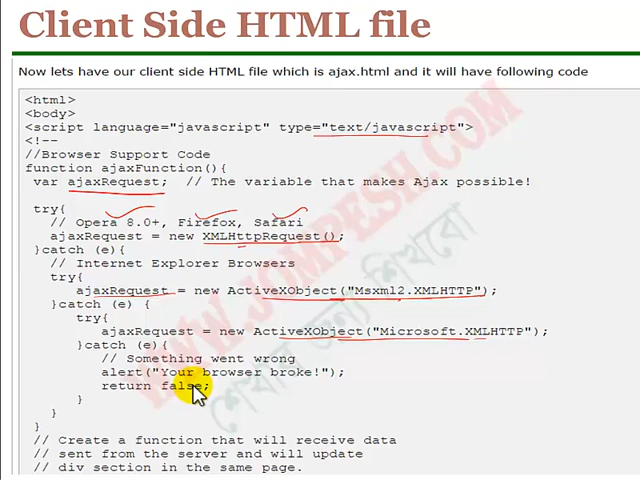 Client Side HTML file
Now lets have our client side HTML file which is ajax.html and it will have following code
<html>
<body>
<script language="javascript" type="text/javascript">
<!--
//Browser Support Code
function ajaxFunction(){
 var ajaxRequest;  // The variable that makes Ajax possible!
 try{
   // Opera 8.0+, Firefox, Safari
   ajaxRequest = new XMLHttpRequest();
 }catch (e){
   // Internet Explorer Browsers
   try{
      ajaxRequest = new ActiveXObject("Msxml2.XMLHTTP");
   }catch (e) {
      try{
         ajaxRequest = new ActiveXObject("Microsoft.XMLHTTP");
      }catch (e){
         // Something went wrong
         alert("Your browser broke!");
         return false;
      }
   }
 }
 // Create a function that will receive data
 // sent from the server and will update
 // div section in the same page.
WWW.JOMPESH.COM
শেখার জন্য শিখবো